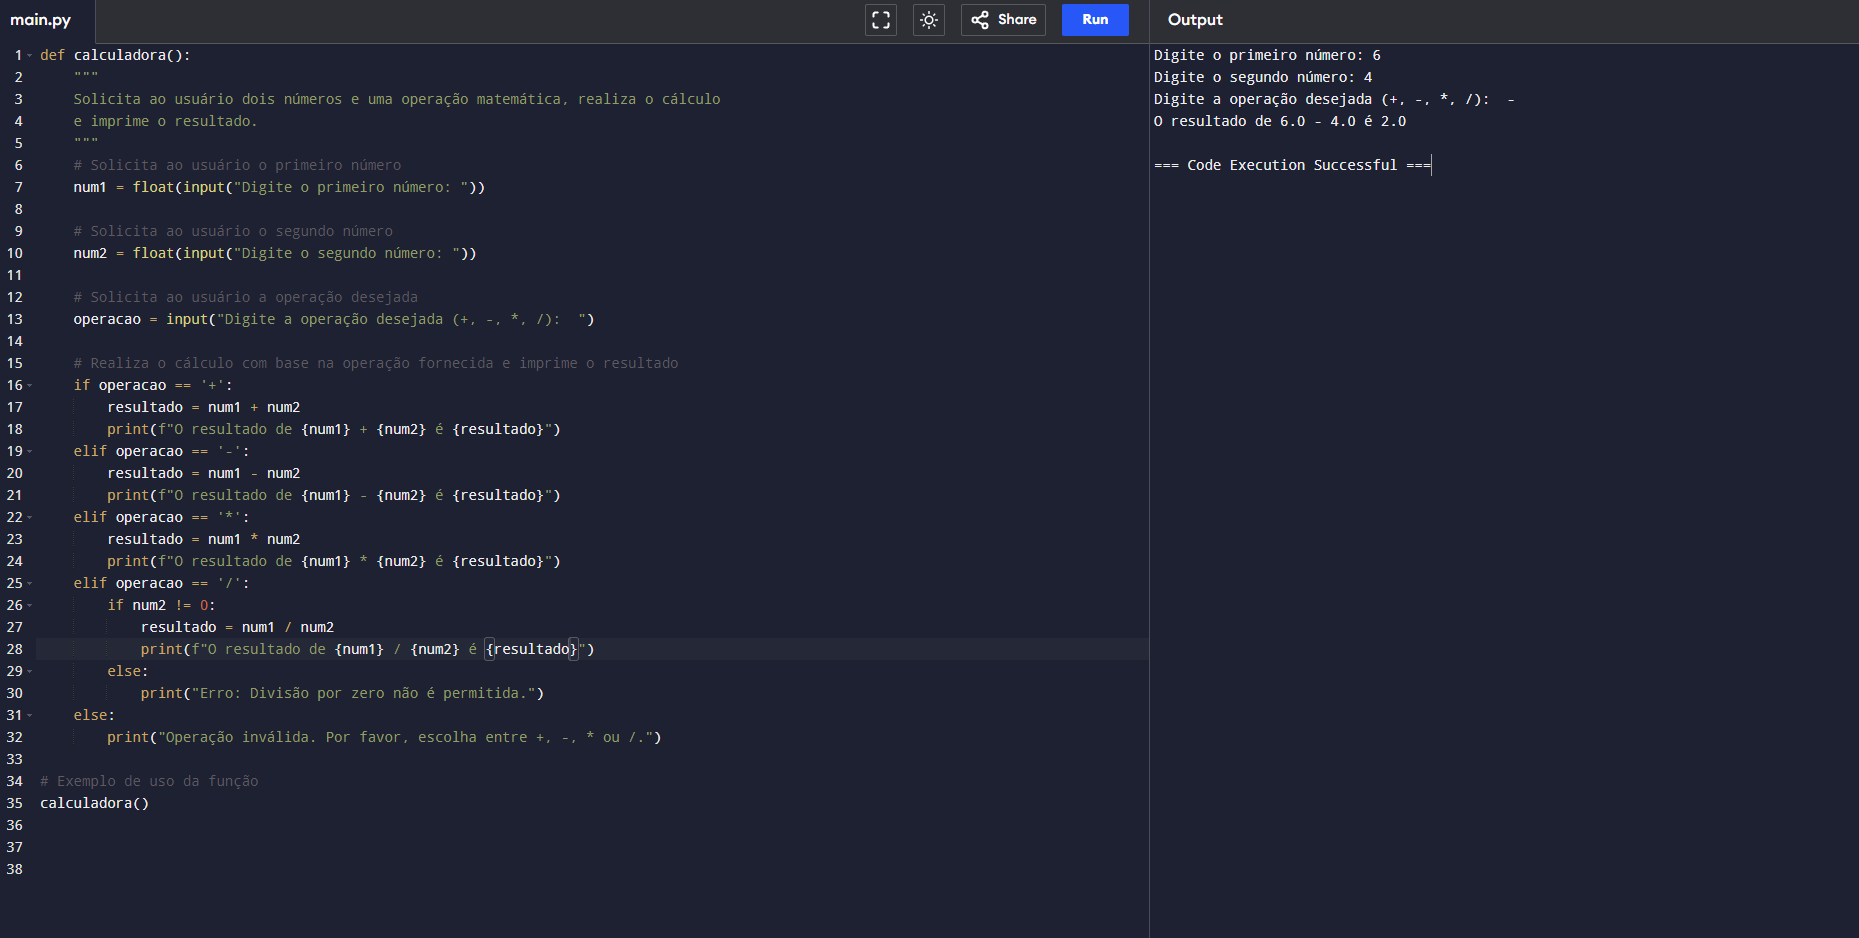 main.py
Share
Run
Output
1 def calculadora():
2     """
3     Solicita ao usuário dois números e uma operação matemática, realiza o cálculo
4     e imprime o resultado.
5     """
6     # Solicita ao usuário o primeiro número
7     num1 = float(input("Digite o primeiro número: "))
8
9     # Solicita ao usuário o segundo número
10     num2 = float(input("Digite o segundo número: "))
11
12     # Solicita ao usuário a operação desejada
13     operacao = input("Digite a operação desejada (+, -, *, /):  ")
14
15     # Realiza o cálculo com base na operação fornecida e imprime o resultado
16     if operacao == '+':
17         resultado = num1 + num2
18         print(f"O resultado de {num1} + {num2} é {resultado}")
19     elif operacao == '-':
20         resultado = num1 - num2
21         print(f"O resultado de {num1} - {num2} é {resultado}")
22     elif operacao == '*':
23         resultado = num1 * num2
24         print(f"O resultado de {num1} * {num2} é {resultado}")
25     elif operacao == '/':
26         if num2 != 0:
27             resultado = num1 / num2
28             print(f"O resultado de {num1} / {num2} é {resultado}")
29         else:
30             print("Erro: Divisão por zero não é permitida.")
31     else:
32         print("Operação inválida. Por favor, escolha entre +, -, * ou /.")
33
34 # Exemplo de uso da função
35 calculadora()
36
37
38
Digite o primeiro número: 6
Digite o segundo número: 4
Digite a operação desejada (+, -, *, /):  -
O resultado de 6.0 - 4.0 é 2.0
=== Code Execution Successful ===